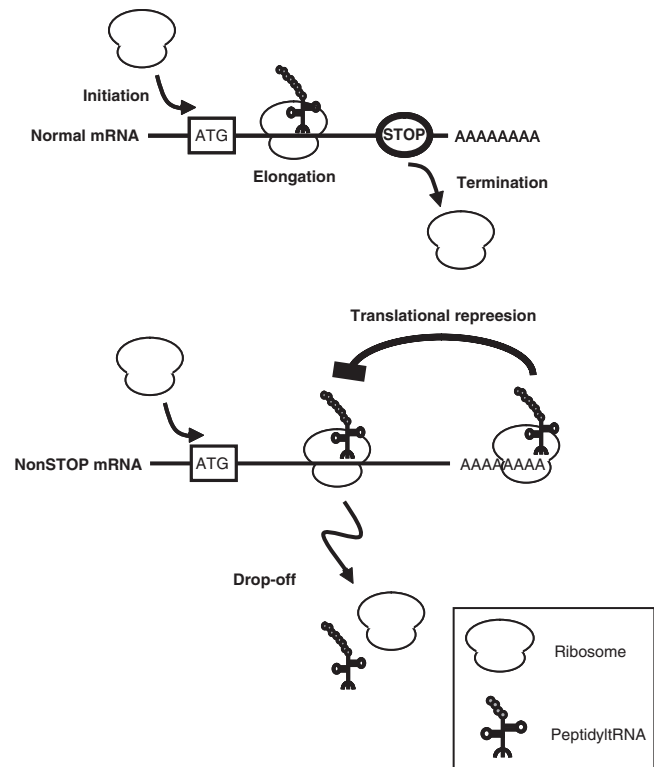 Initiation
Normal mRNA ATG STOP AAAAAAAA
Elongation
Termination
Translational repreesion
NonSTOP mRNA ATG AAAAAAAA
Drop-off
Ribosome
PeptidyltRNA